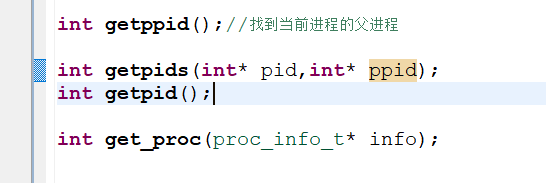 int getppid();//找到当前进程的父进程
int getpids(int* pid,int* ppid);
int getpid();
int get_proc(proc_info_t* info);